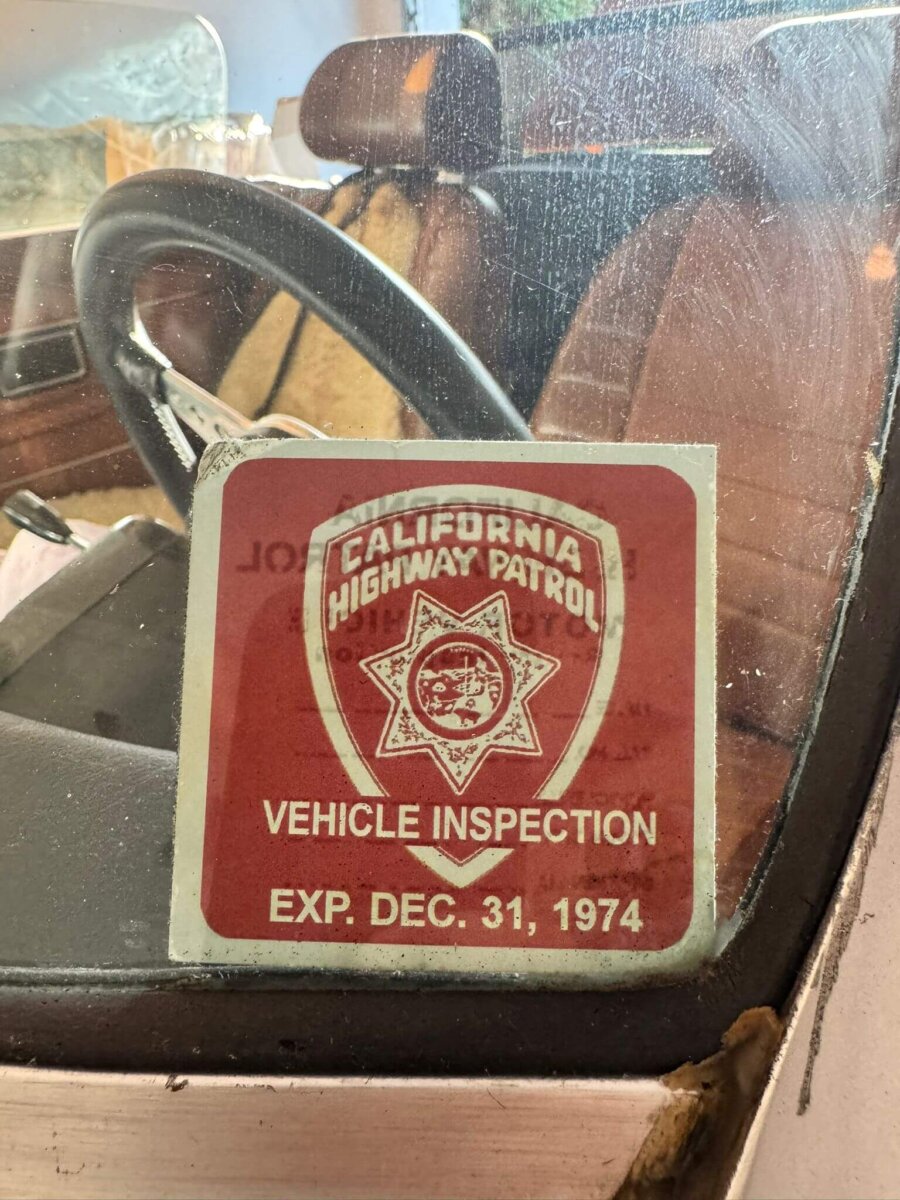 CALIFORNIA
HIGHWAY PATROL
VEHICLE INSPECTION
EXP. DEC. 31, 1974